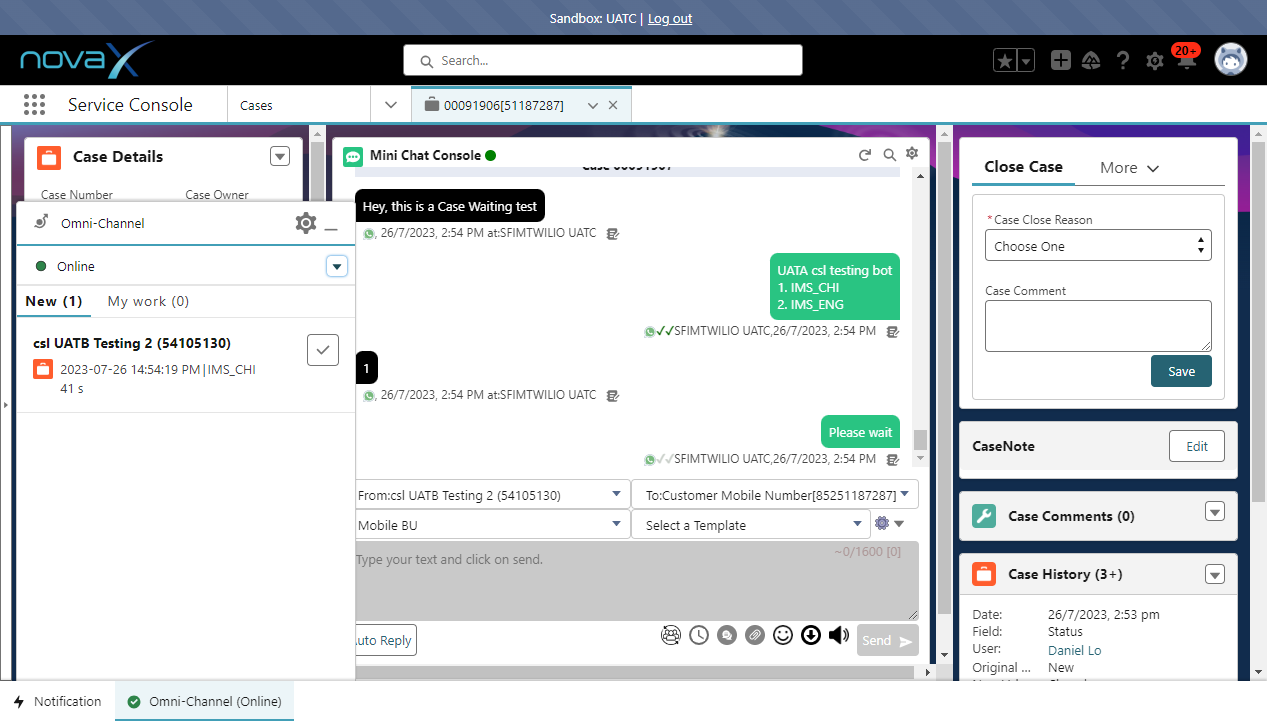 Sandbox: UATC | Log out
novaX
Search...
20+
Service Console
Cases
00091906[51187287]
Case Details
Case Number
Case Owner
Omni-Channel
Online
New (1)
My work (0)
csl UATB Testing 2 (54105130)
2023-07-26 14:54:19 PM|IMS_CHI
41 s
Mini Chat Console
Hey, this is a Case Waiting test
, 26/7/2023, 2:54 PM at:SFIMTWILIO UATC
UATA csl testing bot
1. IMS_CHI
2. IMS_ENG
SFIMTWILIO UATC,26/7/2023, 2:54 PM
1
, 26/7/2023, 2:54 PM at:SFIMTWILIO UATC
Please wait
SFIMTWILIO UATC,26/7/2023, 2:54 PM
From:csl UATB Testing 2 (54105130)
To:Customer Mobile Number[85251187287]
Mobile BU
Select a Template
Type your text and click on send.
~0/1600 [0]
uto Reply
Send
Close Case
More
*Case Close Reason
Choose One
Case Comment
Save
CaseNote
Edit
Case Comments (0)
Case History (3+)
Date: 26/7/2023, 2:53 pm
Field: Status
User: Daniel Lo
Original ... New
Notification
Omni-Channel (Online)